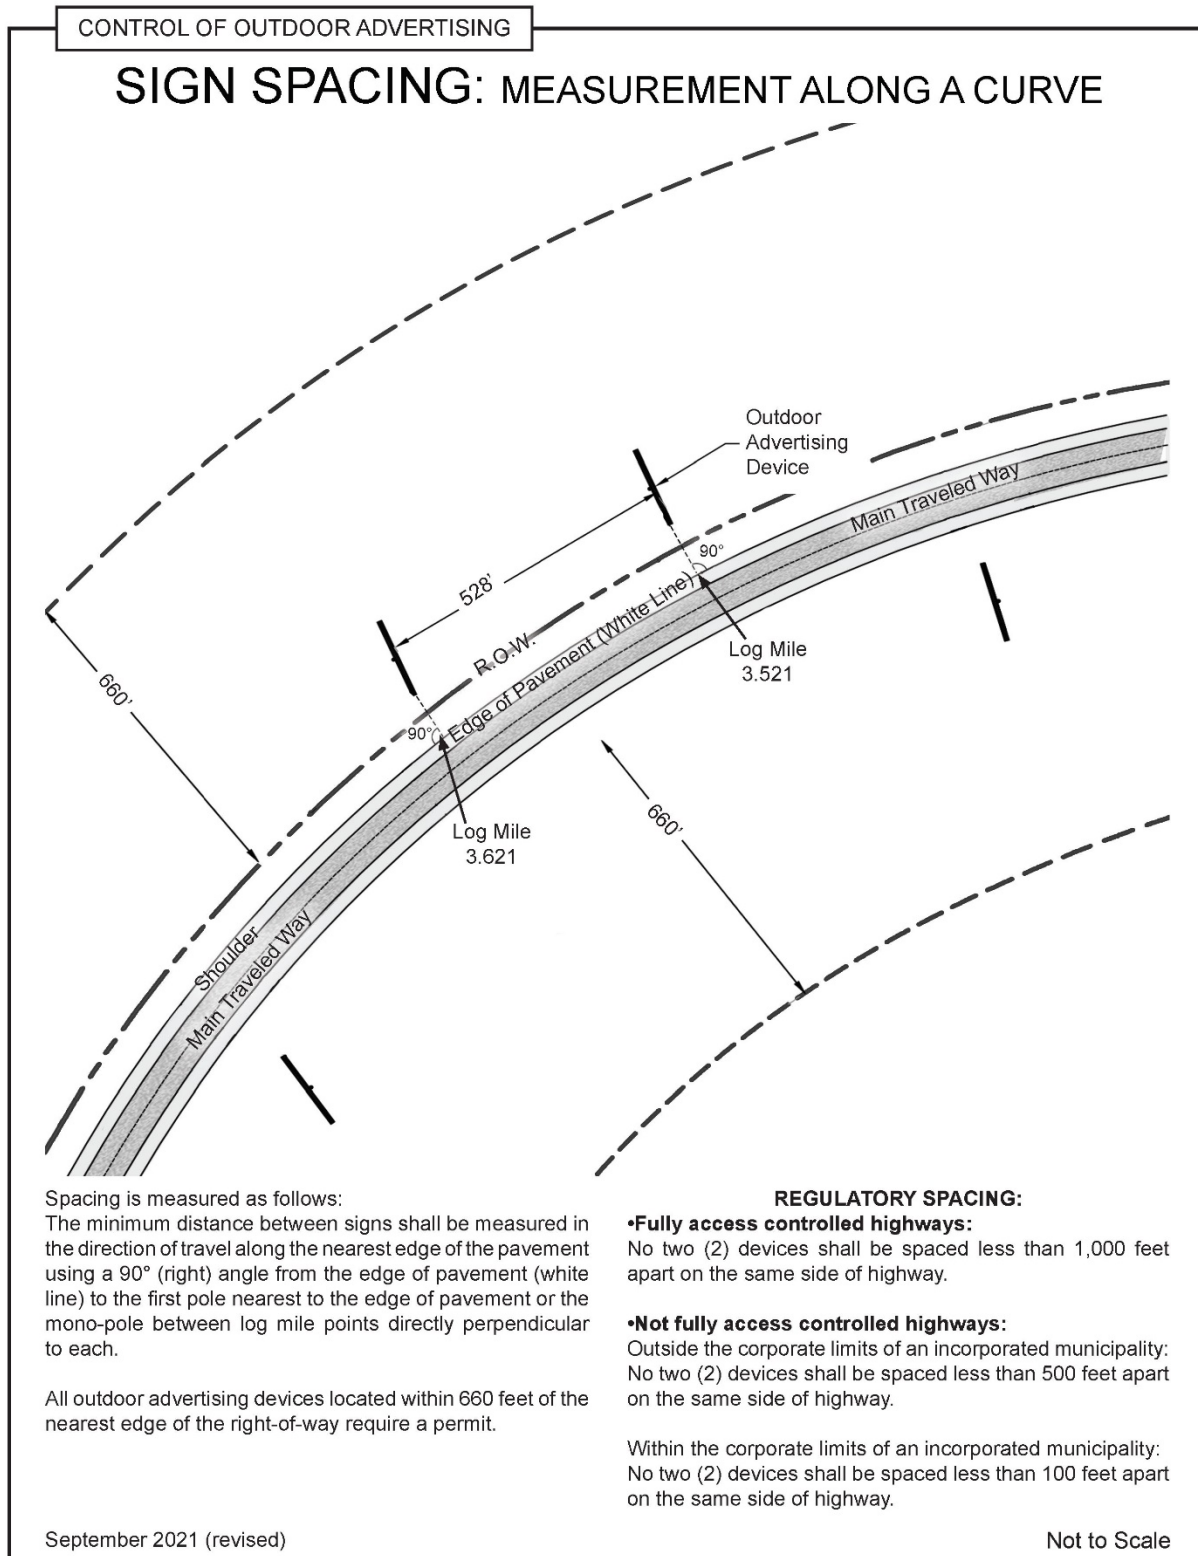 CONTROL OF OUTDOOR ADVERTISING
SIGN SPACING: MEASUREMENT ALONG A CURVE
Outdoor
Advertising
Device
Main Traveled Way
90°
528'
Edge of Pavement (White Line)
R.O.W.
Log Mile
3.521
660'
90°
Log Mile
3.621
660'
Shoulder
Main Traveled Way
Spacing is measured as follows:
The minimum distance between signs shall be measured in
the direction of travel along the nearest edge of the pavement
using a 90° (right) angle from the edge of pavement (white
line) to the first pole nearest to the edge of pavement or the
mono-pole between log mile points directly perpendicular
to each.
All outdoor advertising devices located within 660 feet of the
nearest edge of the right-of-way require a permit.
REGULATORY SPACING:
•Fully access controlled highways:
No two (2) devices shall be spaced less than 1,000 feet
apart on the same side of highway.
•Not fully access controlled highways:
Outside the corporate limits of an incorporated municipality:
No two (2) devices shall be spaced less than 500 feet apart
on the same side of highway.
Within the corporate limits of an incorporated municipality:
No two (2) devices shall be spaced less than 100 feet apart
on the same side of highway.
September 2021 (revised)
Not to Scale